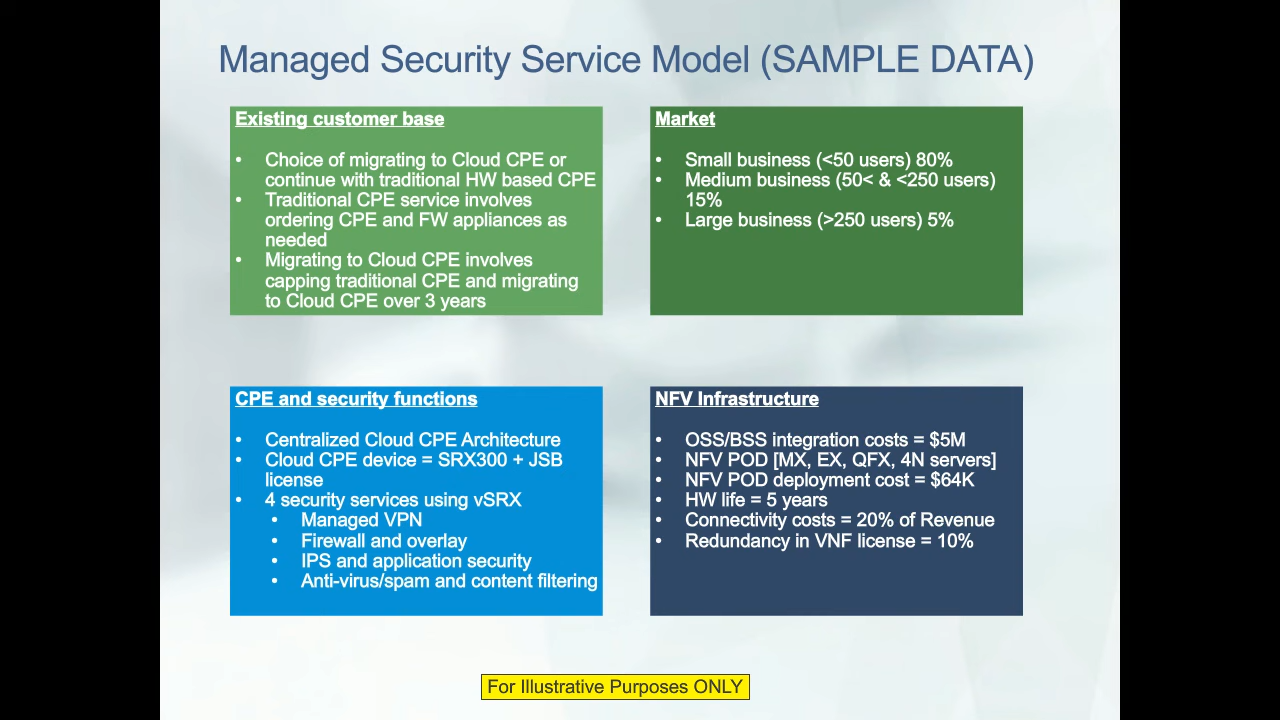 Managed Security Service Model (SAMPLE DATA)
Existing customer base
• Choice of migrating to Cloud CPE or
continue with traditional HW based CPE
• Traditional CPE service involves
ordering CPE and FW appliances as
needed
• Migrating to Cloud CPE involves
capping traditional CPE and migrating
to Cloud CPE over 3 years
Market
• Small business (<50 users) 80%
• Medium business (50< & <250 users)
15%
• Large business (>250 users) 5%
CPE and security functions
• Centralized Cloud CPE Architecture
• Cloud CPE device = SRX300 + JSB
license
• 4 security services using vSRX
• Managed VPN
• Firewall and overlay
• IPS and application security
• Anti-virus/spam and content filtering
NFV Infrastructure
• OSS/BSS integration costs = $5M
• NFV POD [MX, EX, QFX, 4N servers]
• NFV POD deployment cost = $64K
• HW life = 5 years
• Connectivity costs = 20% of Revenue
• Redundancy in VNF license = 10%
For Illustrative Purposes ONLY